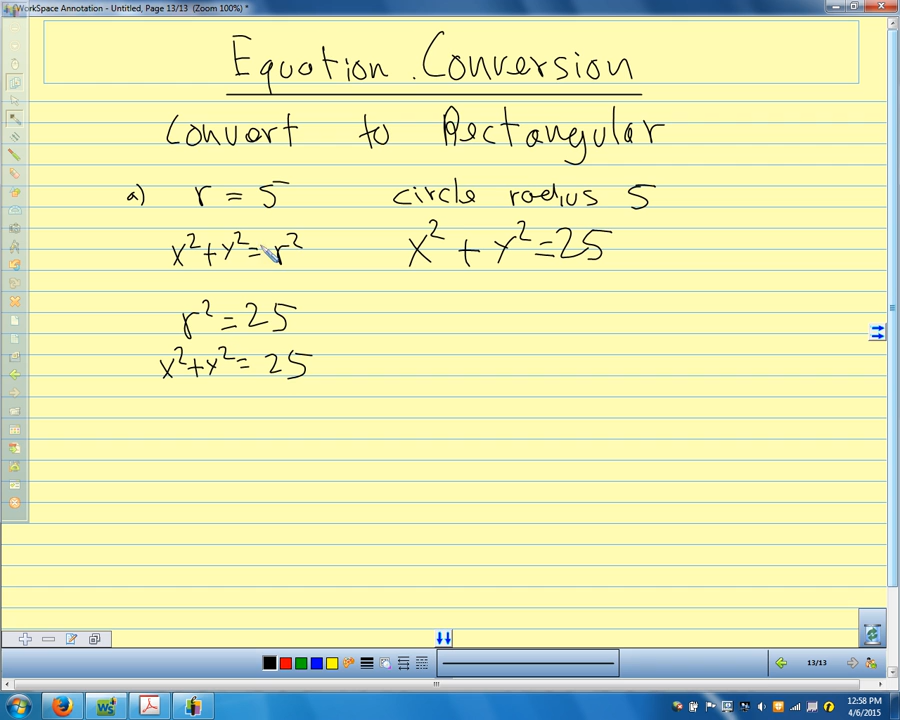 WorkSpace Annotation - Untitled, Page 13/13 (Zoom 100%) *
Equation Conversion
Convert to Rectangular
a) r = 5 circle radius 5
x² + y² = r² x² + y² = 25
r² = 25
x² + y² = 25
13/13
12:58 PM
4/6/2015